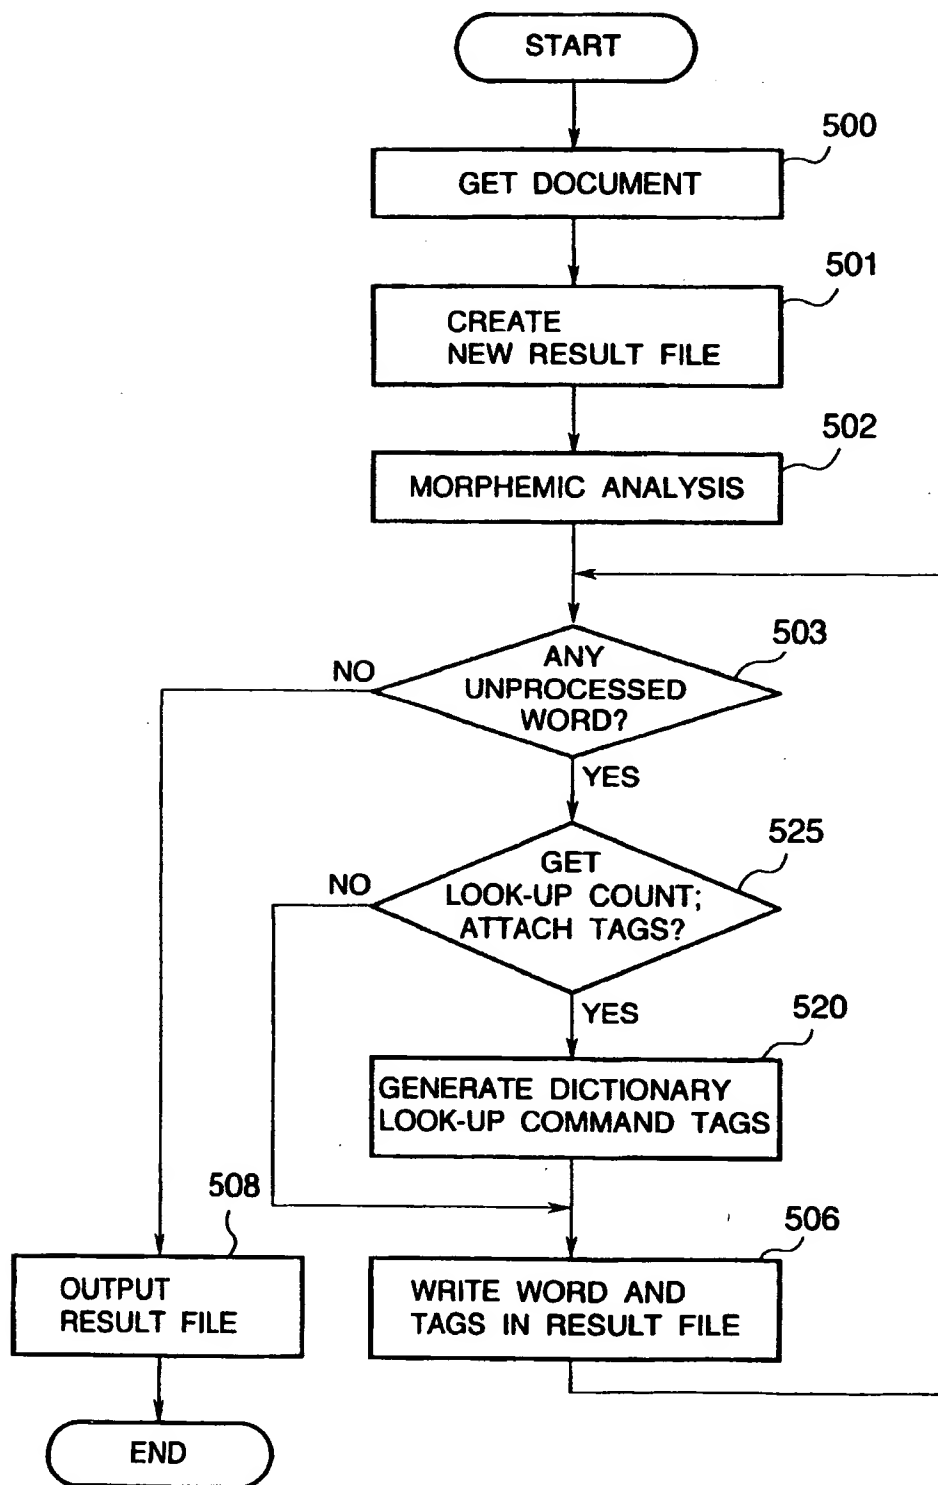 START
500
GET DOCUMENT
501
CREATE
NEW RESULT FILE
502
MORPHEMIC ANALYSIS
503
NO
ANY
UNPROCESSED
WORD?
YES
525
NO
GET
LOOK-UP COUNT;
ATTACH TAGS?
YES
520
GENERATE DICTIONARY
LOOK-UP COMMAND TAGS
508
506
OUTPUT
RESULT FILE
WRITE WORD AND
TAGS IN RESULT FILE
END